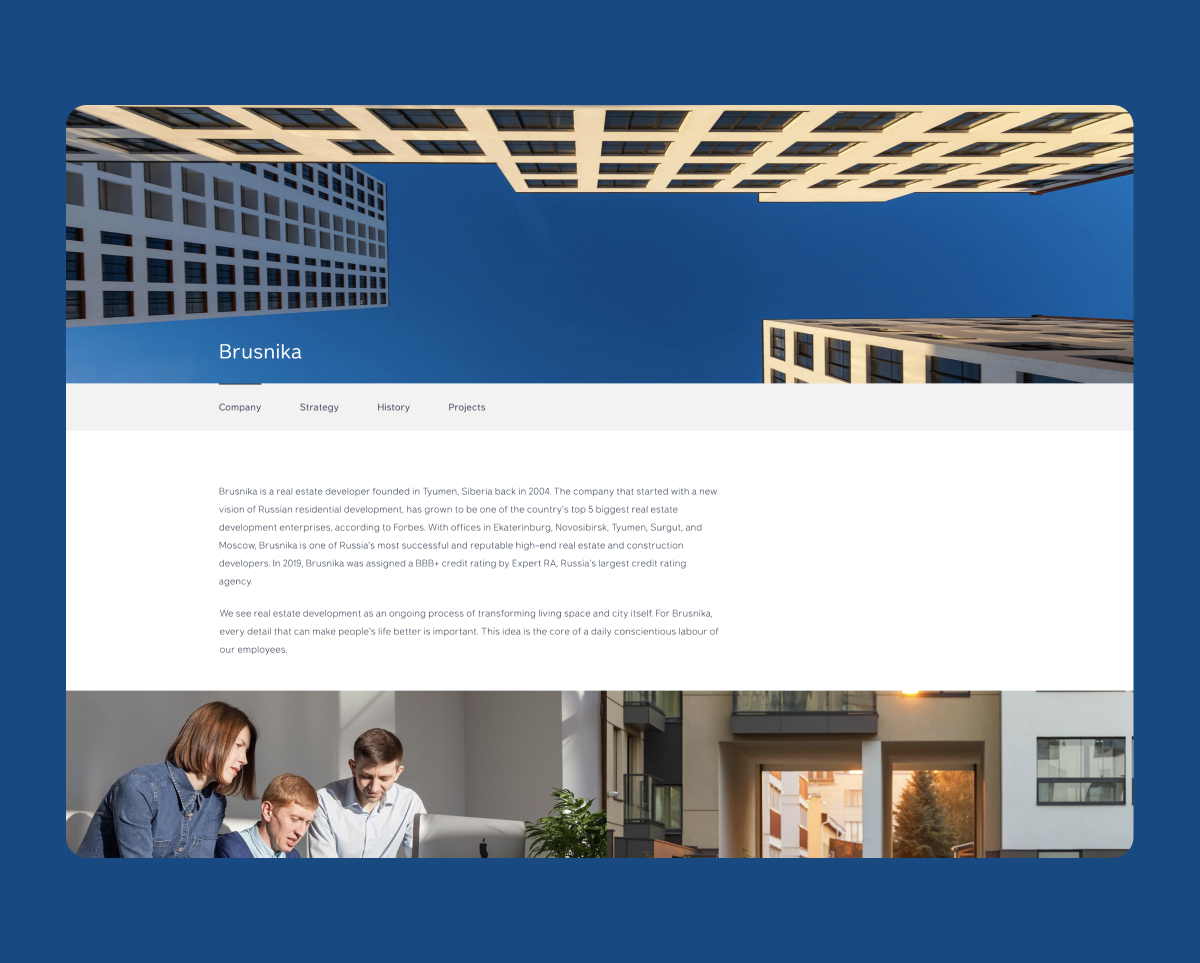 Brusnika
Company
Strategy
History
Projects
Brusnika is a real estate developer founded in Tyumen, Siberia back in 2004. The company that started with a new
vision of Russian residential development, has grown to be one of the country's top 5 biggest real estate
development enterprises, according to Forbes. With offices in Ekaterinburg, Novosibirsk, Tyumen, Surgut, and
Moscow, Brusnika is one of Russia's most successful and reputable high-end real estate and construction
developers. In 2019, Brusnika was assigned a BBB+ credit rating by Expert RA, Russia's largest credit rating
agency.
We see real estate development as an ongoing process of transforming living space and city itself. For Brusnika,
every detail that can make people's life better is important. This idea is the core of a daily conscientious labour of
our employees.